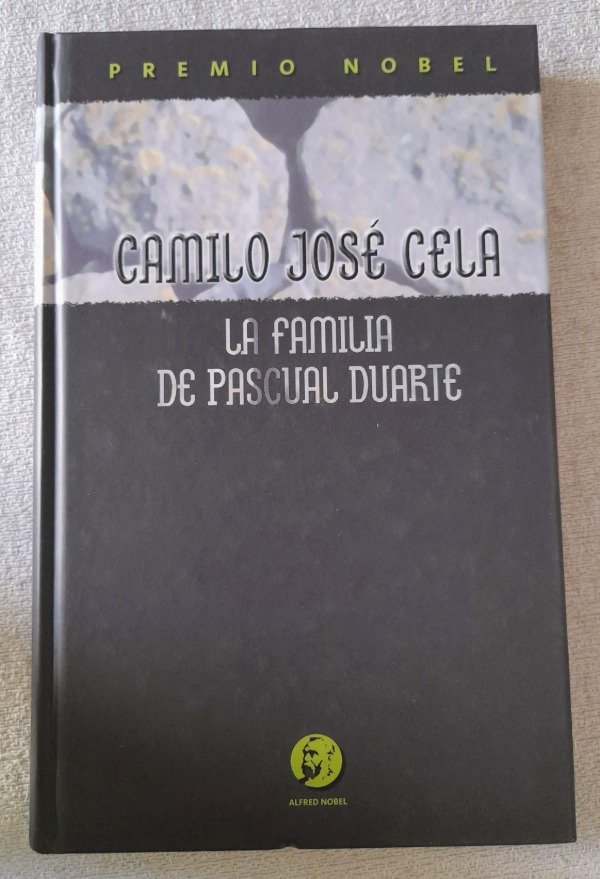 PREMIO NOBEL
CAMILO JOSÉ CELA
LA FAMILIA
DE PASCUAL DUARTE
ALFRED NOBEL